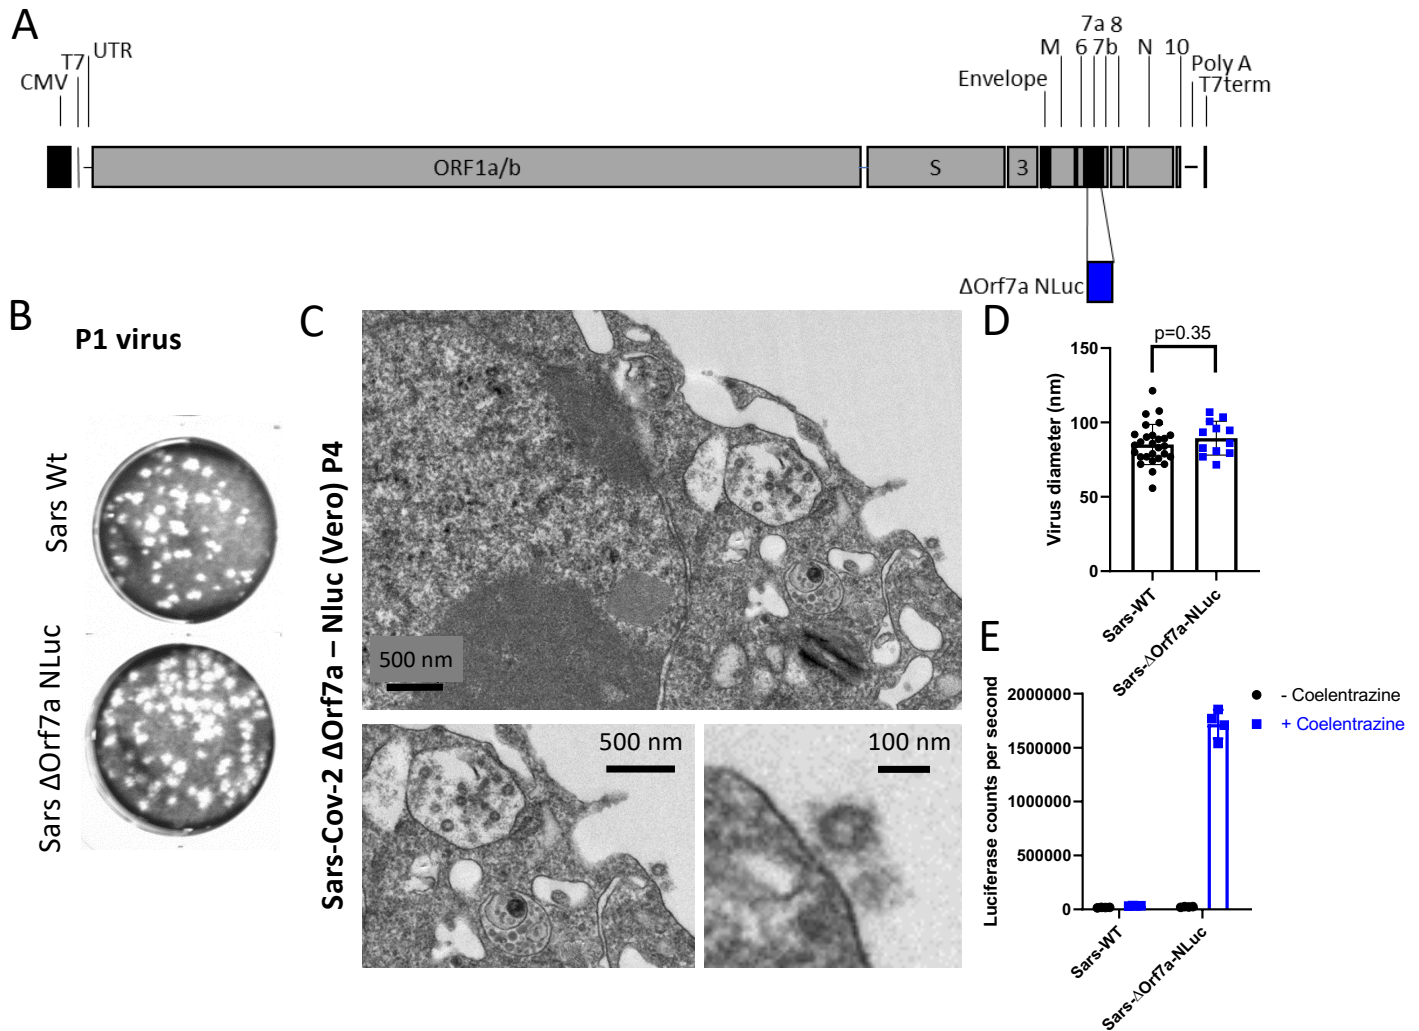 A
CMV
T7
UTR
Envelope
M
6
7a
7b
8
N
10
Poly A
T7term
ORF1a/b
S
3
ΔOrf7a NLuc
B
P1 virus
Sars Wt
Sars ΔOrf7a NLuc
C
Sars-Cov-2 ΔOrf7a – Nluc (Vero) P4
500 nm
500 nm
100 nm
D
p=0.35
Virus diameter (nm)
150
100
50
0
Sars-WT
Sars-ΔOrf7a-NLuc
E
Luciferase counts per second
2000000
1500000
1000000
500000
0
Sars-WT
Sars-ΔOrf7a-NLuc
- Coelentrazine
+ Coelentrazine